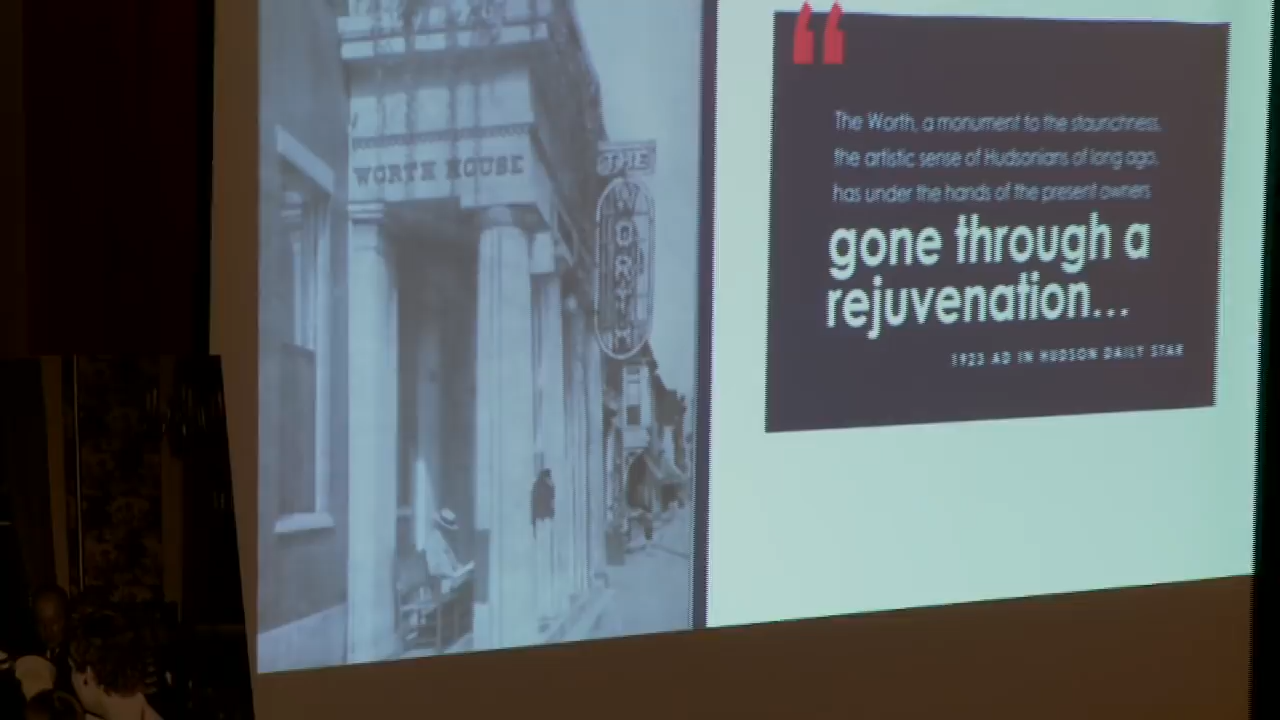 WORTH HOUSE
THE
WORTH
“
The Worth, a monument to the staunchness,
the artistic sense of Hudsonians of long ago,
has under the hands of the present owners
gone through a
rejuvenation...
1923 AD IN HUDSON DAILY STAR